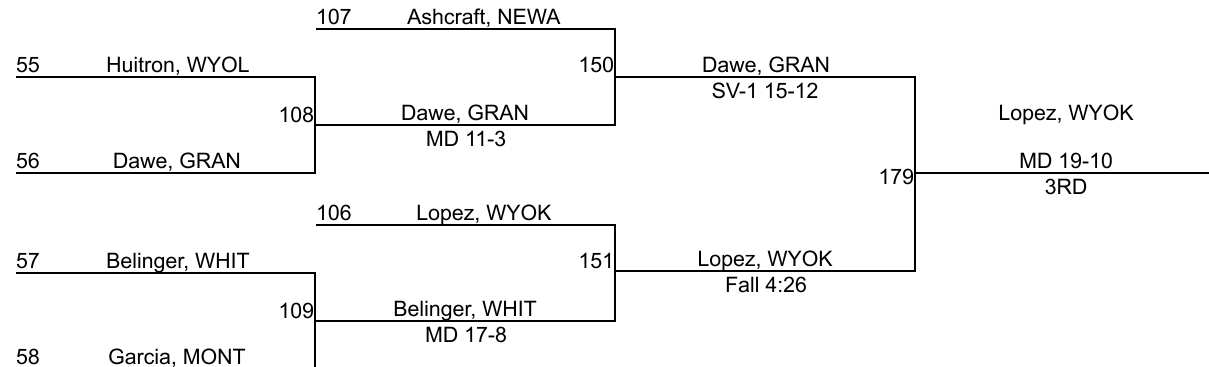 107 Ashcraft, NEWA
55 Huitron, WYOL
150 Dawe, GRAN
SV-1 15-12
108 Dawe, GRAN
MD 11-3
Lopez, WYOK
56 Dawe, GRAN
MD 19-10
179
3RD
106 Lopez, WYOK
57 Belinger, WHIT
151 Lopez, WYOK
Fall 4:26
109 Belinger, WHIT
MD 17-8
58 Garcia, MONT